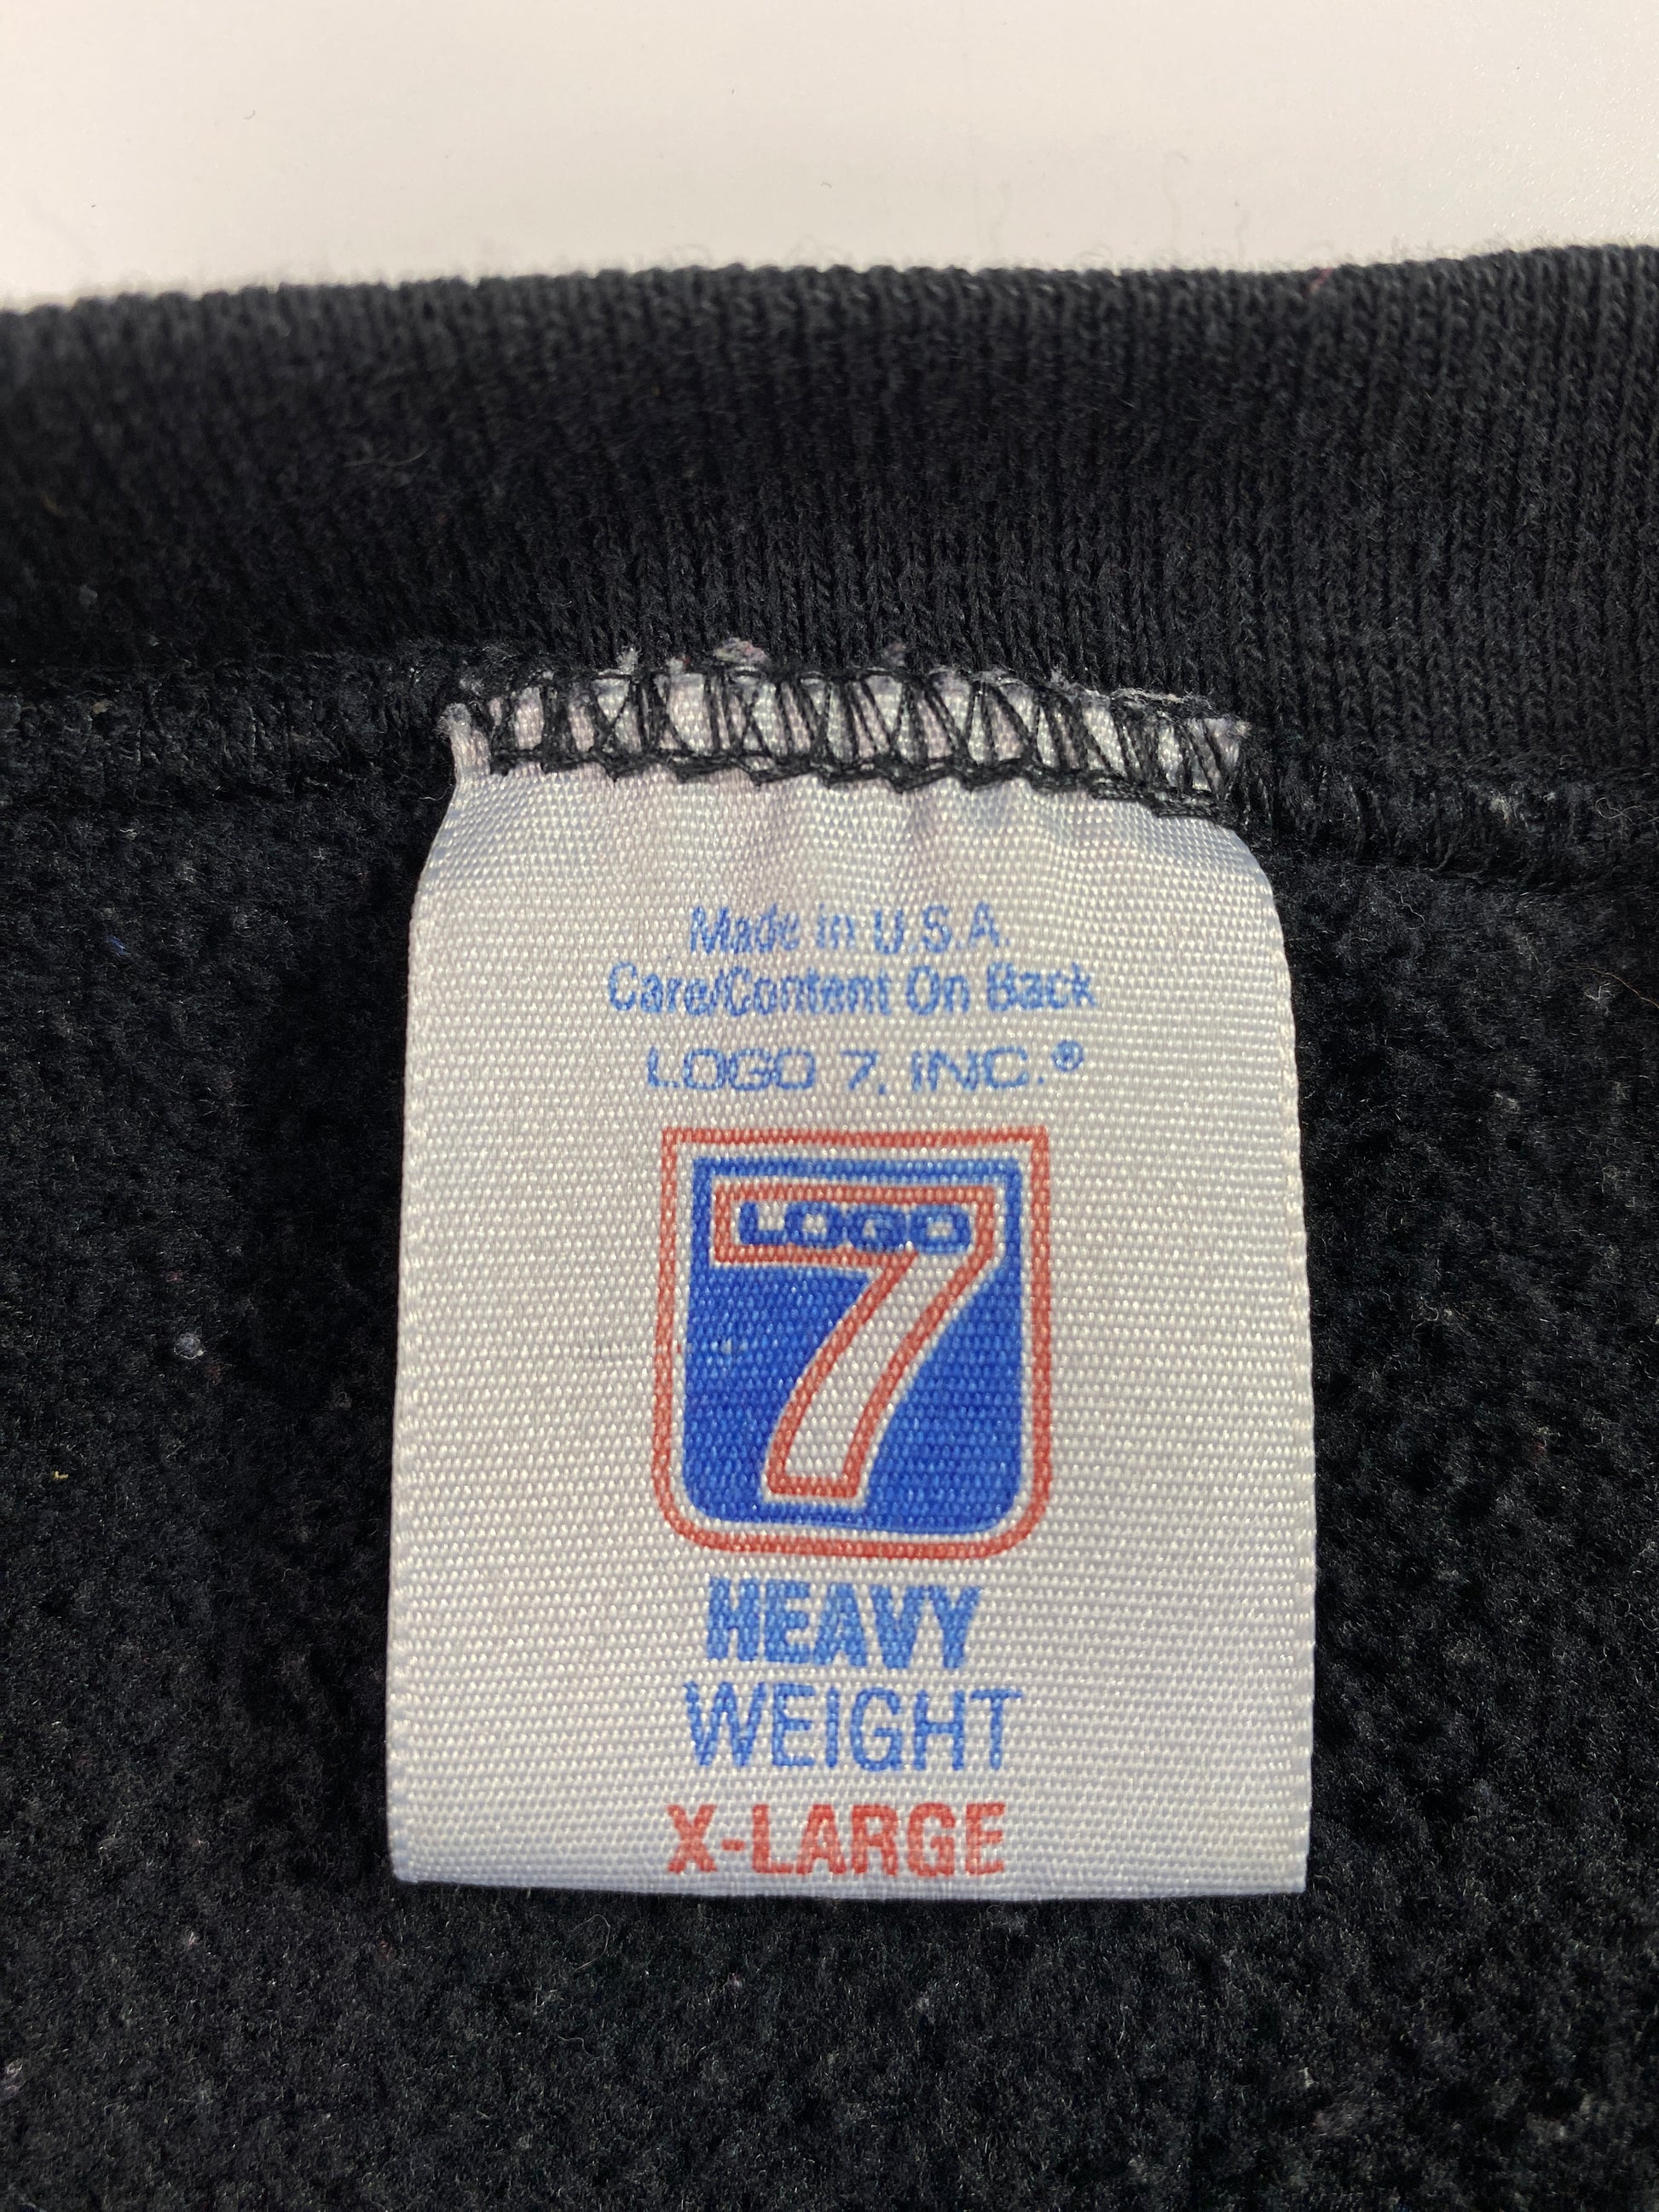 Made in U.S.A.
Care/Content On Back
LOGO 7, INC.®
LOGO
7
HEAVY
WEIGHT
X-LARGE